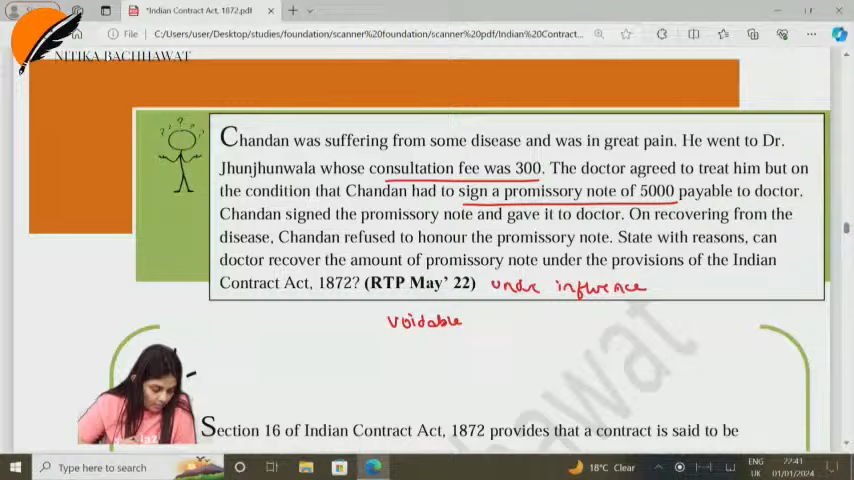 *Indian Contract Act, 1872.pdf
File
C:/Users/user/Desktop/studies/foundation/scanner%20foundation/scanner%20pdf/Indian%20Contract...
NITIKA BACHHAWAT
Chandan was suffering from some disease and was in great pain. He went to Dr.
Jhunjhunwala whose consultation fee was 300. The doctor agreed to treat him but on
the condition that Chandan had to sign a promissory note of 5000 payable to doctor.
Chandan signed the promissory note and gave it to doctor. On recovering from the
disease, Chandan refused to honour the promissory note. State with reasons, can
doctor recover the amount of promissory note under the provisions of the Indian
Contract Act, 1872? (RTP May' 22) undue influence
voidable
Section 16 of Indian Contract Act, 1872 provides that a contract is said to be
Type here to search
18°C Clear
ENG
UK
22:41
01/01/2024